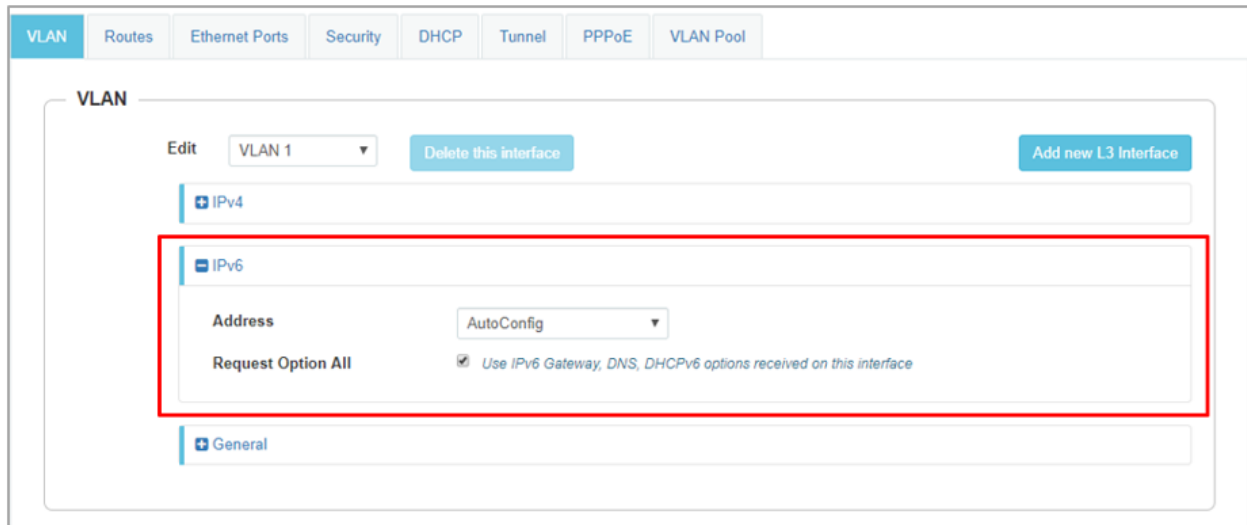 VLAN Routes Ethernet Ports Security DHCP Tunnel PPPoE VLAN Pool
VLAN
Edit VLAN 1 Delete this interface Add new L3 Interface
IPv4
IPv6
Address AutoConfig
Request Option All Use IPv6 Gateway, DNS, DHCPv6 options received on this interface
General